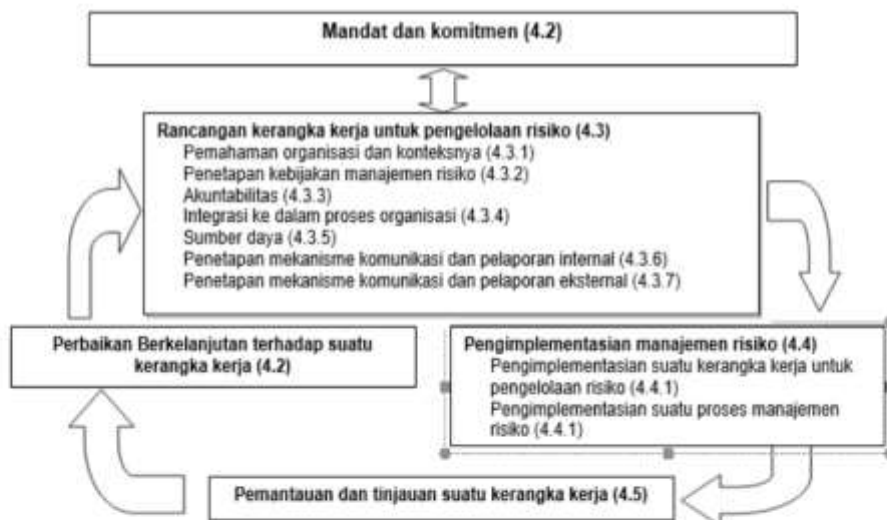 Mandat dan komitmen (4.2)
Rancangan kerangka kerja untuk pengelolaan risiko (4.3)
Pemahaman organisasi dan konteksnya (4.3.1)
Penetapan kebijakan manajemen risiko (4.3.2)
Akuntabilitas (4.3.3)
Integrasi ke dalam proses organisasi (4.3.4)
Sumber daya (4.3.5)
Penetapan mekanisme komunikasi dan pelaporan internal (4.3.6)
Penetapan mekanisme komunikasi dan pelaporan eksternal (4.3.7)
Perbaikan Berkelanjutan terhadap suatu
kerangka kerja (4.2)
Pengimplementasian manajemen risiko (4.4)
Pengimplementasian suatu kerangka kerja untuk
pengelolaan risiko (4.4.1)
Pengimplementasian suatu proses manajemen
risiko (4.4.1)
Pemantauan dan tinjauan suatu kerangka kerja (4.5)